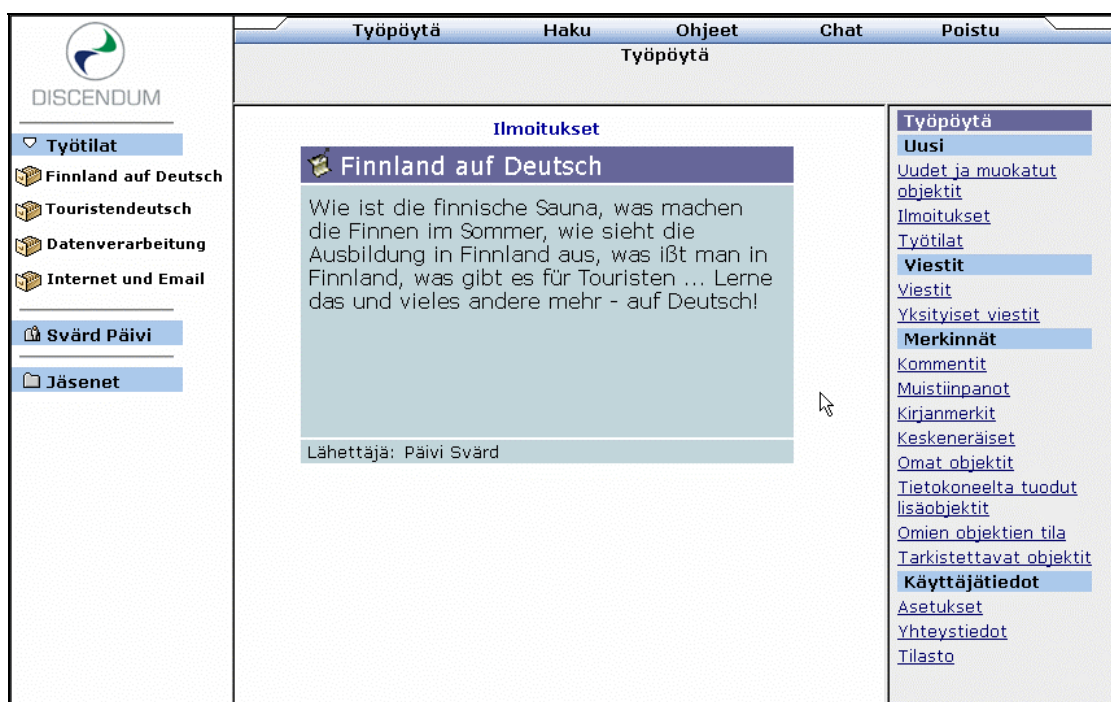 Työpöytä Haku Ohjeet Chat Poistu
Työpöytä
DISCENDUM
Työtilat
Finnland auf Deutsch
Touristendeutsch
Datenverarbeitung
Internet und Email
Svärd Päivi
Jäsenet
Ilmoitukset
Finnland auf Deutsch
Wie ist die finnische Sauna, was machen
die Finnen im Sommer, wie sieht die
Ausbildung in Finnland aus, was ißt man in
Finnland, was gibt es für Touristen ... Lerne
das und vieles andere mehr - auf Deutsch!
Lähettäjä: Päivi Svärd
Työpöytä
Uusi
Uudet ja muokatut
objektit
Ilmoitukset
Työtilat
Viestit
Viestit
Yksityiset viestit
Merkinnät
Kommentit
Muistiinpanot
Kirjanmerkit
Keskeneräiset
Omat objektit
Tietokoneelta tuodut
lisäobjektit
Omien objektien tila
Tarkistettavat objektit
Käyttäjätiedot
Asetukset
Yhteystiedot
Tilasto